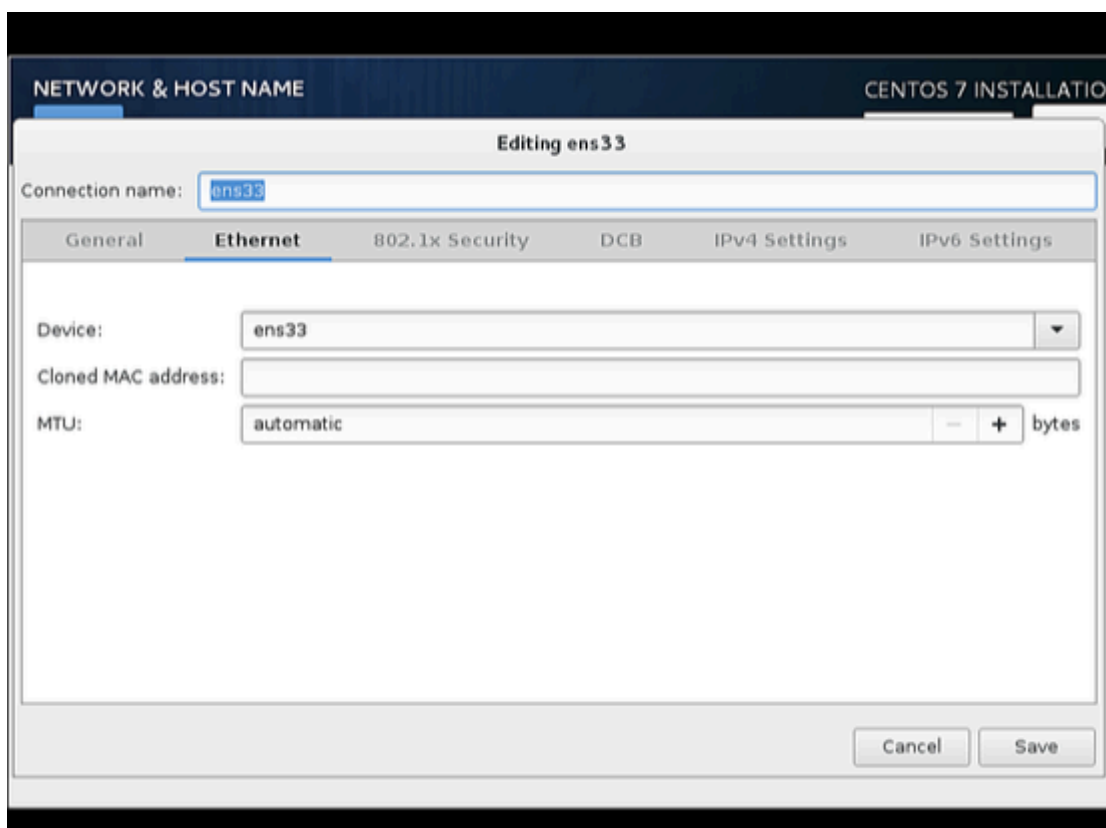 NETWORK & HOST NAME CENTOS 7 INSTALLATIO
Editing ens33
Connection name: ens33
General Ethernet 802.1x Security DCB IPv4 Settings IPv6 Settings
Device: ens33
Cloned MAC address:
MTU: automatic − + bytes
Cancel Save